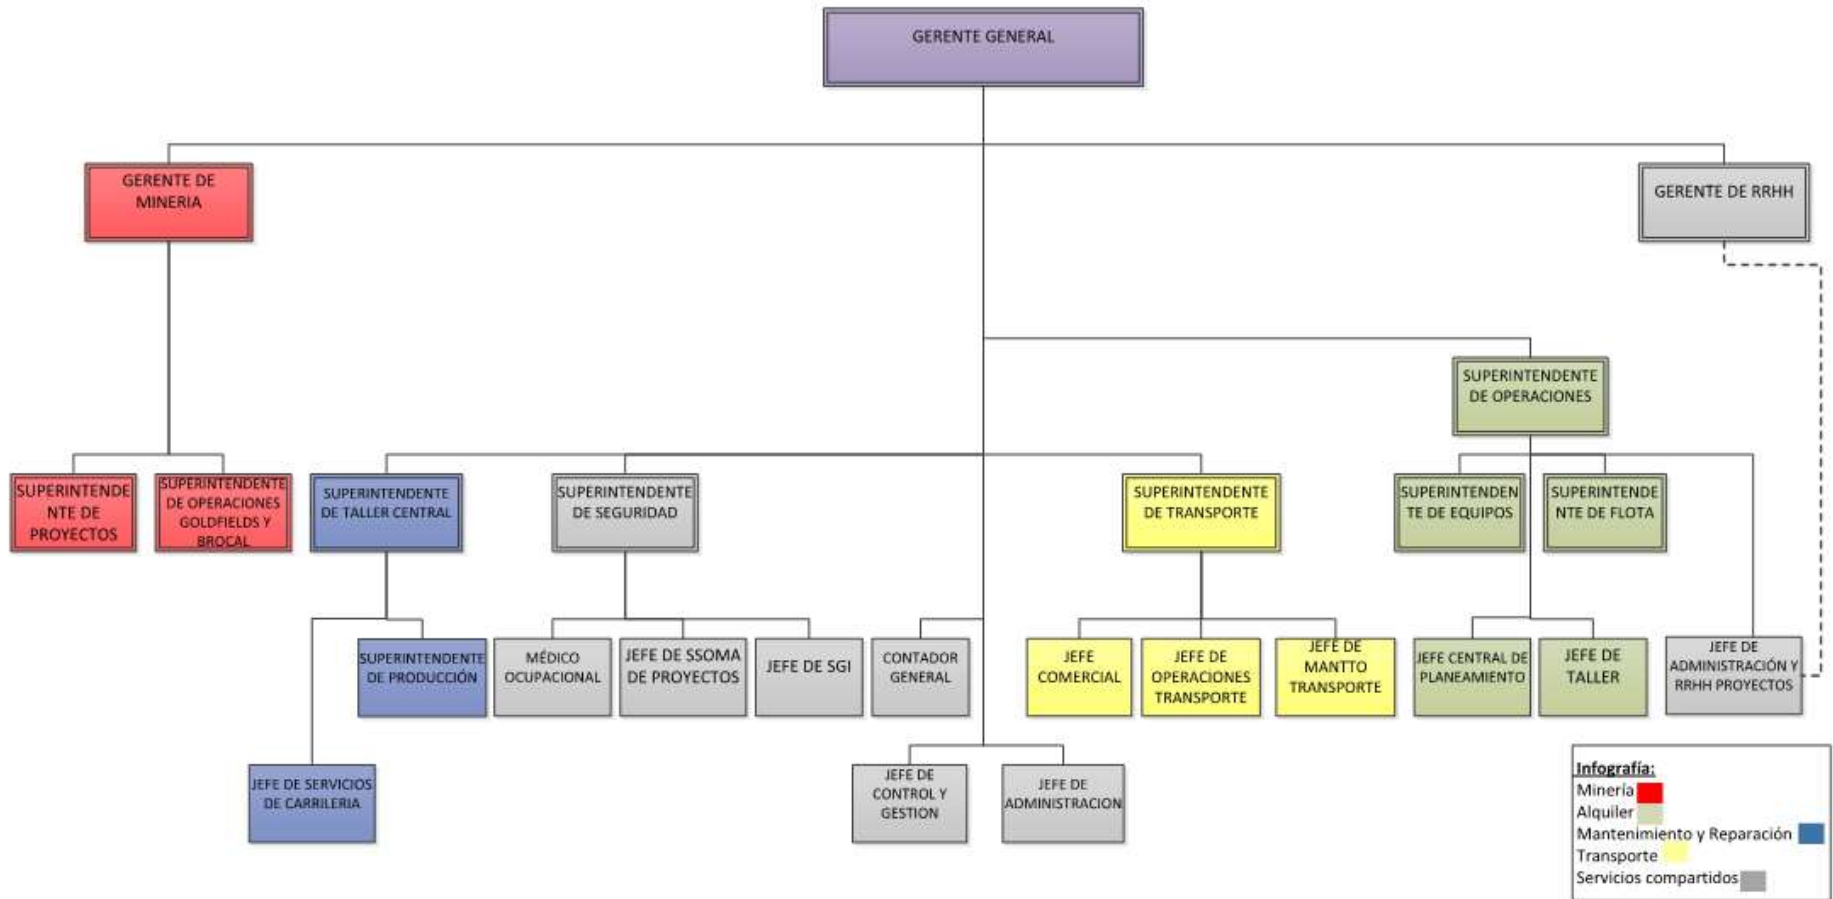 GERENTE GENERAL
GERENTE DE
MINERIA
GERENTE DE RRHH
SUPERINTENDENTE
DE OPERACIONES
SUPERINTENDE
NTE DE
PROYECTOS
SUPERINTENDENTE
DE OPERACIONES
GOLDFIELDS Y
BROCAL
SUPERINTENDENTE
DE TALLER CENTRAL
SUPERINTENDENTE
DE SEGURIDAD
SUPERINTENDENTE
DE TRANSPORTE
SUPERINTENDEN
TE DE EQUIPOS
SUPERINTENDE
NTE DE FLOTA
SUPERINTENDENTE
DE PRODUCCIÓN
MÉDICO
OCUPACIONAL
JEFE DE SSOMA
DE PROYECTOS
JEFE DE SGI
CONTADOR
GENERAL
JEFE
COMERCIAL
JEFE DE
OPERACIONES
TRANSPORTE
JEFE DE
MANTTO
TRANSPORTE
JEFE CENTRAL DE
PLANEAMIENTO
JEFE DE
TALLER
JEFE DE
ADMINISTRACIÓN Y
RRHH PROYECTOS
JEFE DE SERVICIOS
DE CARRILERIA
JEFE DE
CONTROL Y
GESTION
JEFE DE
ADMINISTRACION
Infografía:
Minería
Alquiler
Mantenimiento y Reparación
Transporte
Servicios compartidos